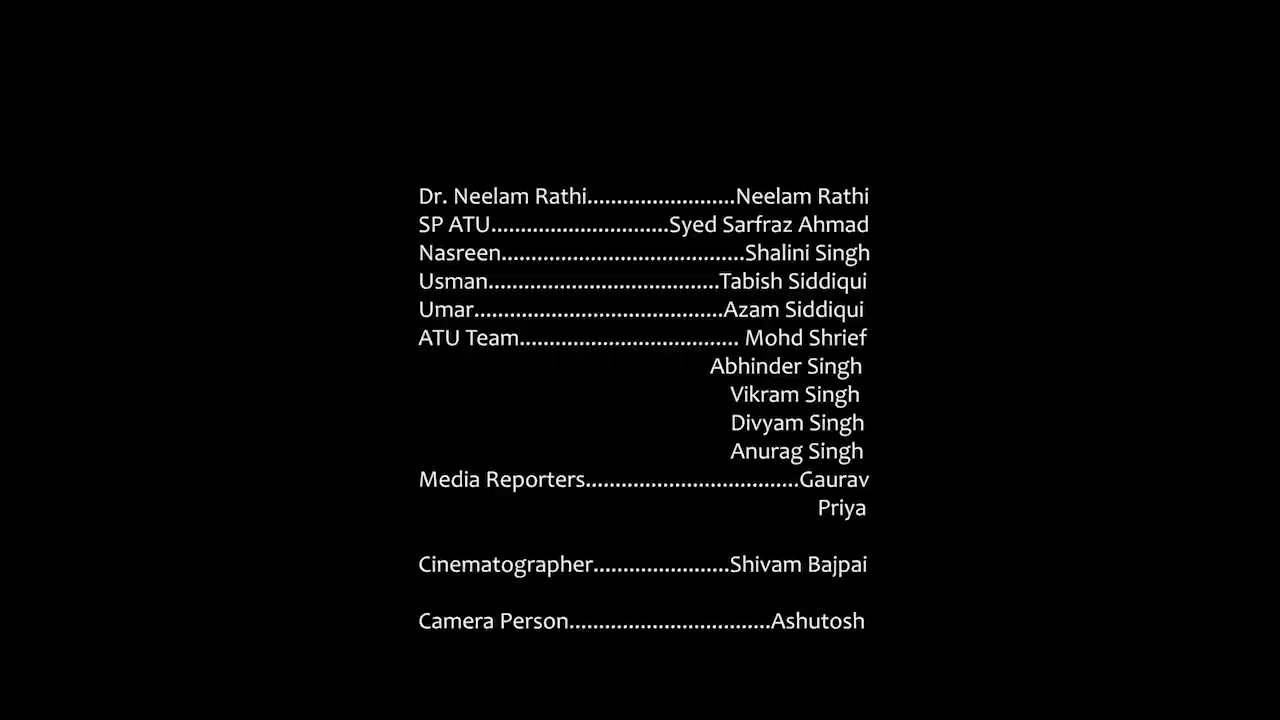 Dr. Neelam Rathi.........................Neelam Rathi
SP ATU..............................Syed Sarfraz Ahmad
Nasreen.........................................Shalini Singh
Usman.......................................Tabish Siddiqui
Umar..........................................Azam Siddiqui
ATU Team..................................... Mohd Shrief
Abhinder Singh
Vikram Singh
Divyam Singh
Anurag Singh
Media Reporters....................................Gaurav
Priya
Cinematographer.......................Shivam Bajpai
Camera Person..................................Ashutosh